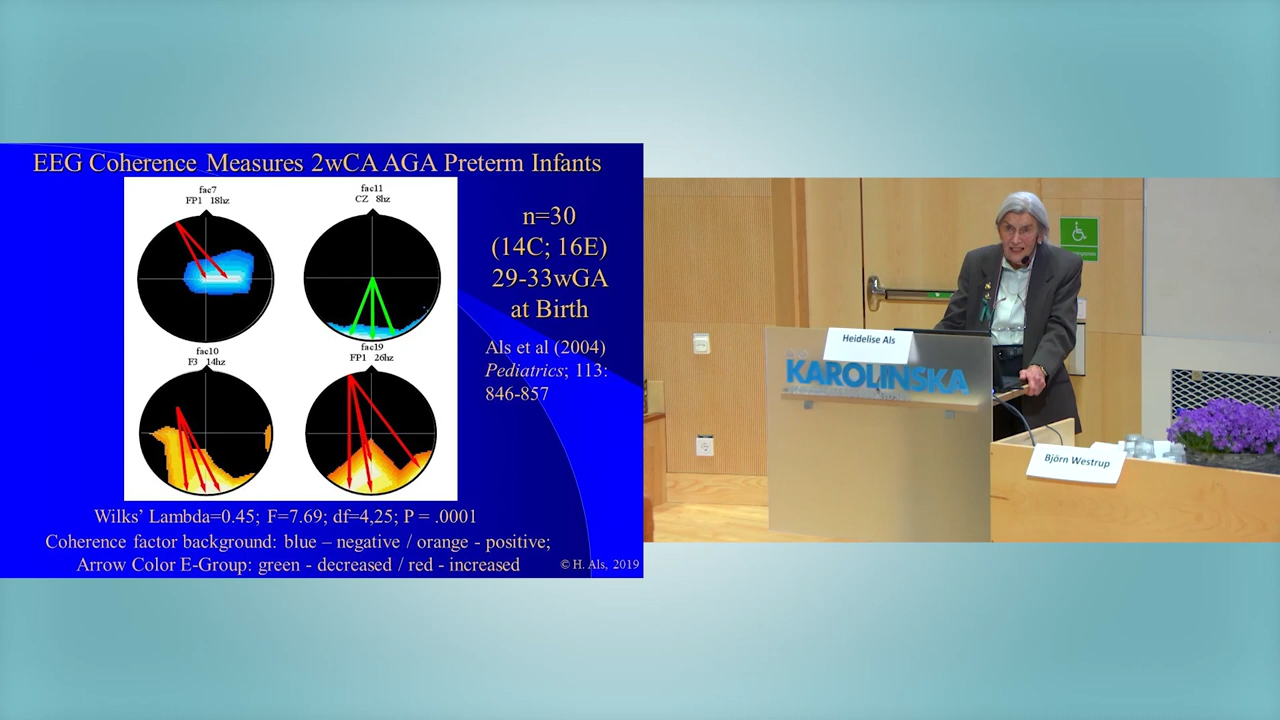 EEG Coherence Measures 2wCA AGA Preterm Infants
fac7
FP1 18hz
fac11
CZ 8hz
fac10
F3 14hz
fac19
FP1 26hz
n=30
(14C; 16E)
29-33wGA
at Birth
Als et al (2004)
Pediatrics; 113:
846-857
Wilks' Lambda=0.45; F=7.69; df=4,25; P = .0001
Coherence factor background: blue – negative / orange - positive;
Arrow Color E-Group: green - decreased / red - increased
© H. Als, 2019
Heidelise Als
KAROLINSKA
Björn Westrup